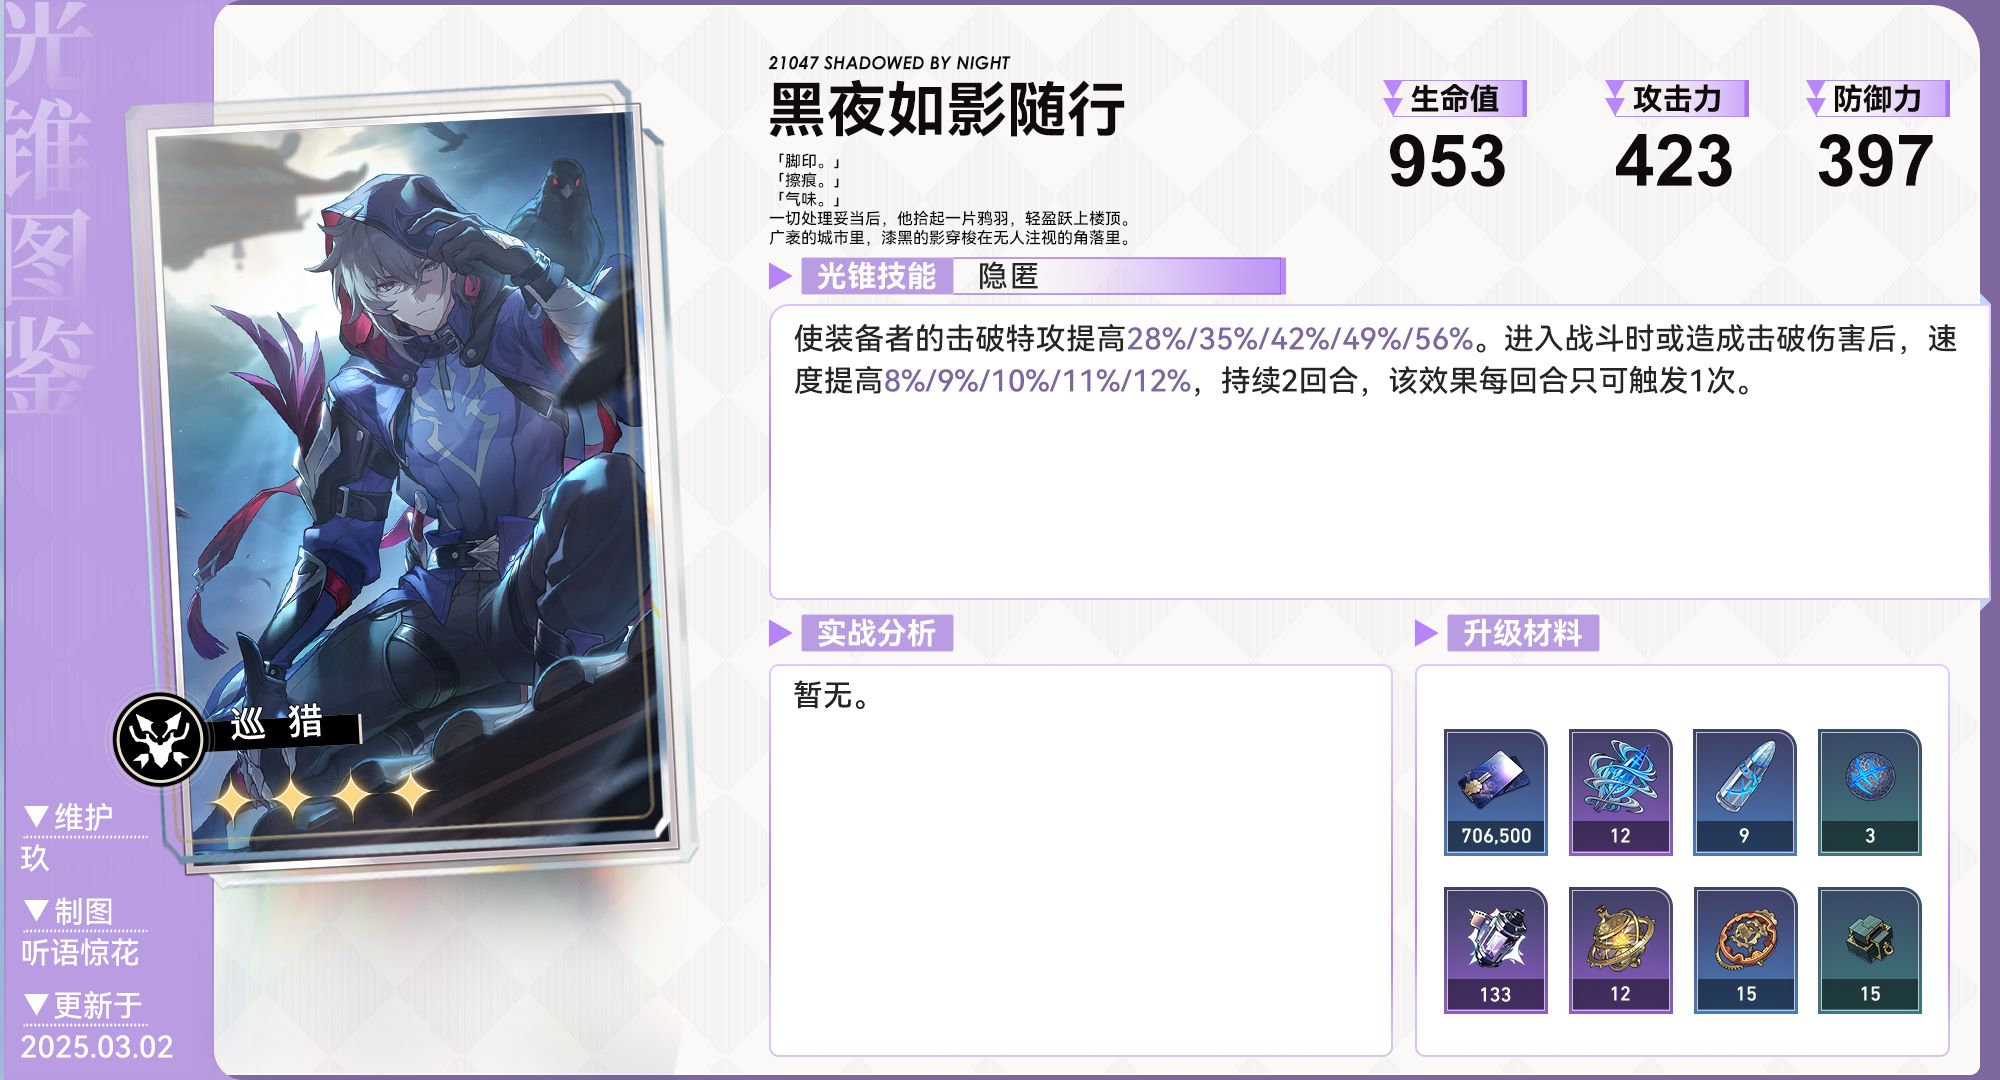 光锥图鉴
21047 SHADOWED BY NIGHT
黑夜如影随行
「脚印。」
「擦痕。」
「气味。」
一切处理妥当后，他拾起一片鸦羽，轻盈跃上楼顶。
广袤的城市里，漆黑的影穿梭在无人注视的角落里。
生命值
953
攻击力
423
防御力
397
光锥技能 隐匿
使装备者的击破特攻提高28%/35%/42%/49%/56%。进入战斗时或造成击破伤害后，速
度提高8%/9%/10%/11%/12%，持续2回合，该效果每回合只可触发1次。
实战分析
暂无。
升级材料
706,500
12
9
3
133
12
15
15
巡猎
维护
玖
制图
听语惊花
更新于
2025.03.02